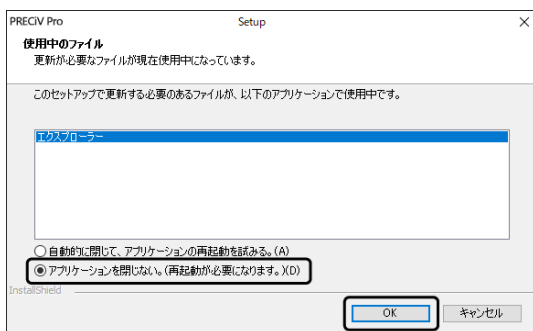 PRECiV Pro
Setup
使用中のファイル
更新が必要なファイルが現在使用中になっています。
このセットアップで更新する必要のあるファイルが、以下のアプリケーションで使用中です。
エクスプローラー
自動的に閉じて、アプリケーションの再起動を試みる。(A)
アプリケーションを閉じない。(再起動が必要になります。)(D)
InstallShield
OK
キャンセル